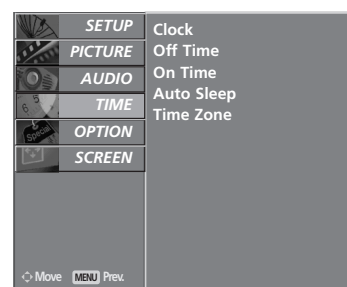 SETUP
PICTURE
AUDIO
TIME
OPTION
SCREEN
Clock
Off Time
On Time
Auto Sleep
Time Zone
Move MENU Prev.